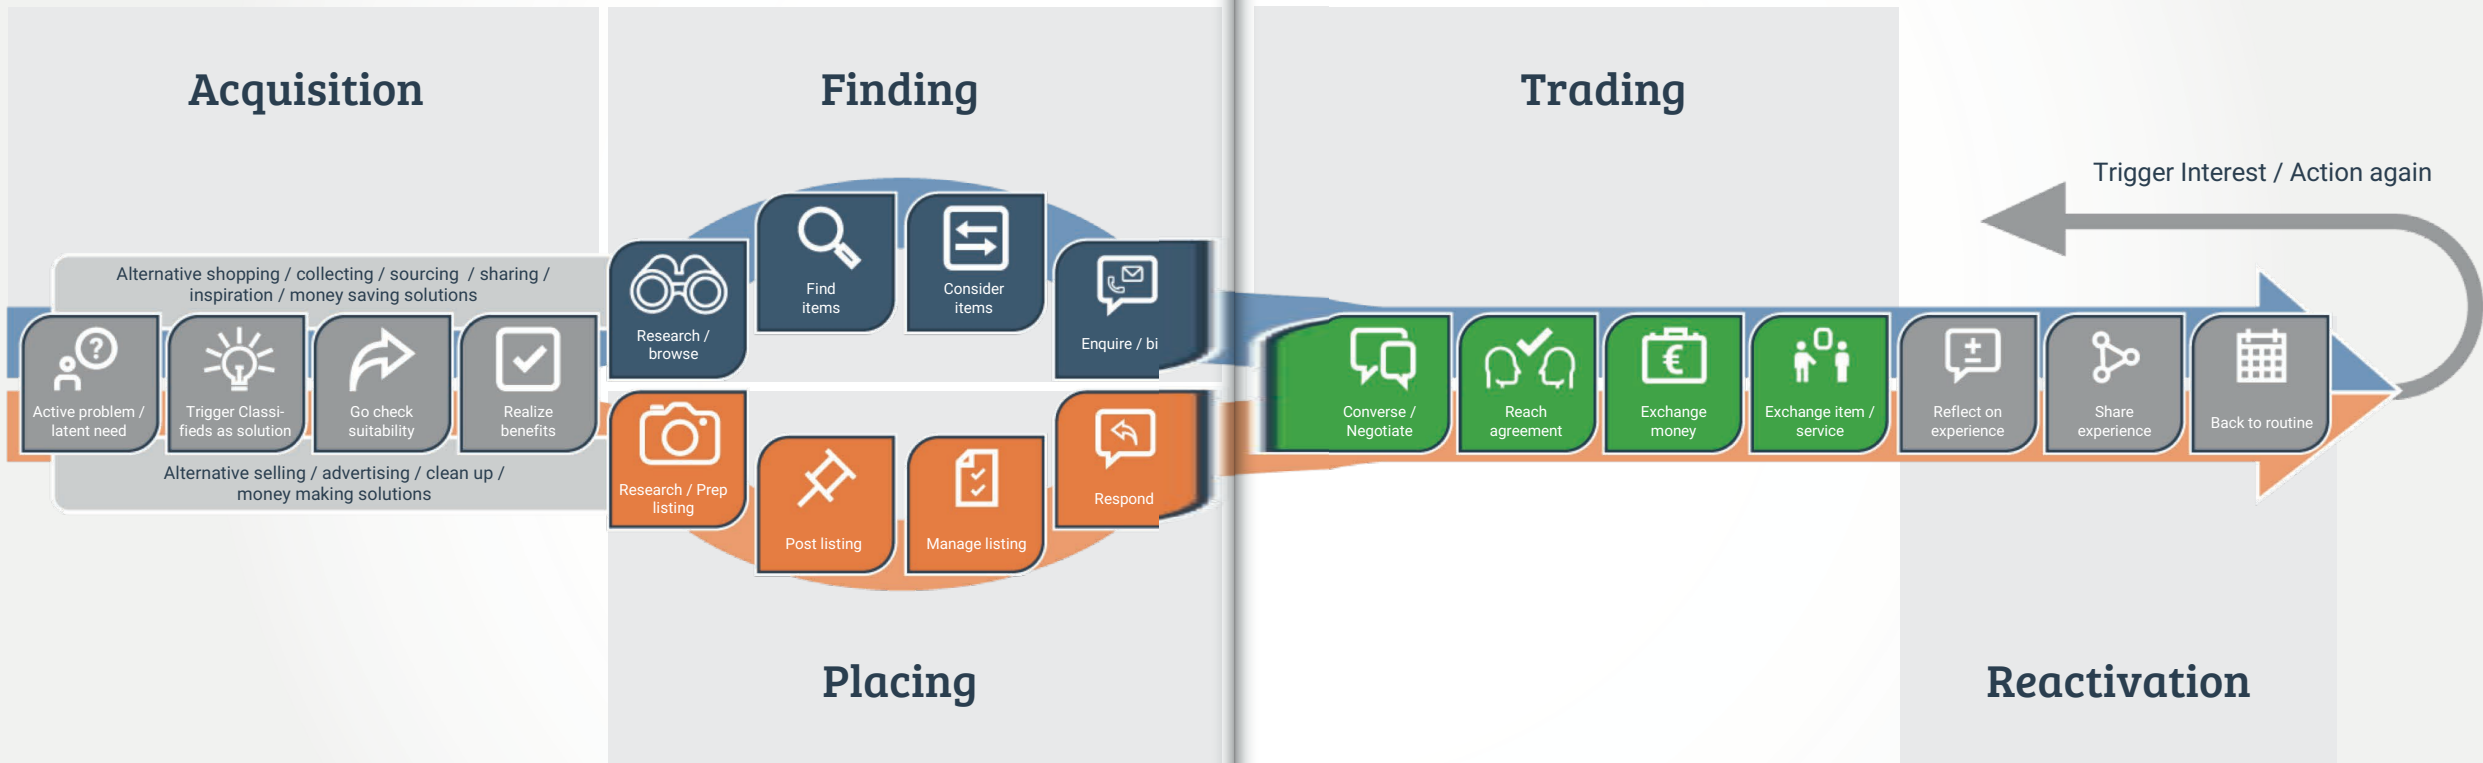 Acquisition
Finding
Trading
Trigger Interest / Action again
Alternative shopping / collecting / sourcing / sharing /
inspiration / money saving solutions
Active problem /
latent need
Trigger Classi-
fieds as solution
Go check
suitability
Realize
benefits
Alternative selling / advertising / clean up /
money making solutions
Research /
browse
Find
items
Consider
items
Enquire / bi
Research / Prep
listing
Post listing
Manage listing
Respond
Converse /
Negotiate
Reach
agreement
Exchange
money
€
Exchange item /
service
Reflect on
experience
Share
experience
Back to routine
Placing
Reactivation